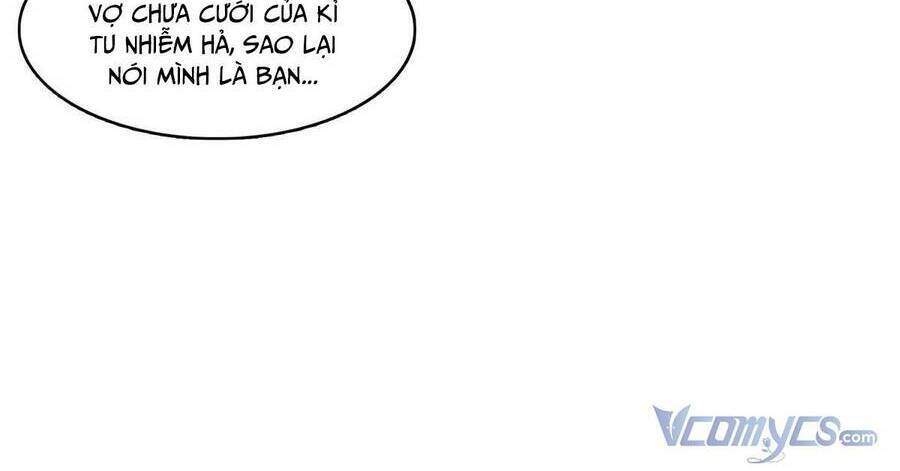 VỢ CHƯA CƯỚI CỦA KỈ
TU NHIỄM HẢ, SAO LẠI
NÓI MÌNH LÀ BẠN...
VCOMYCS.com